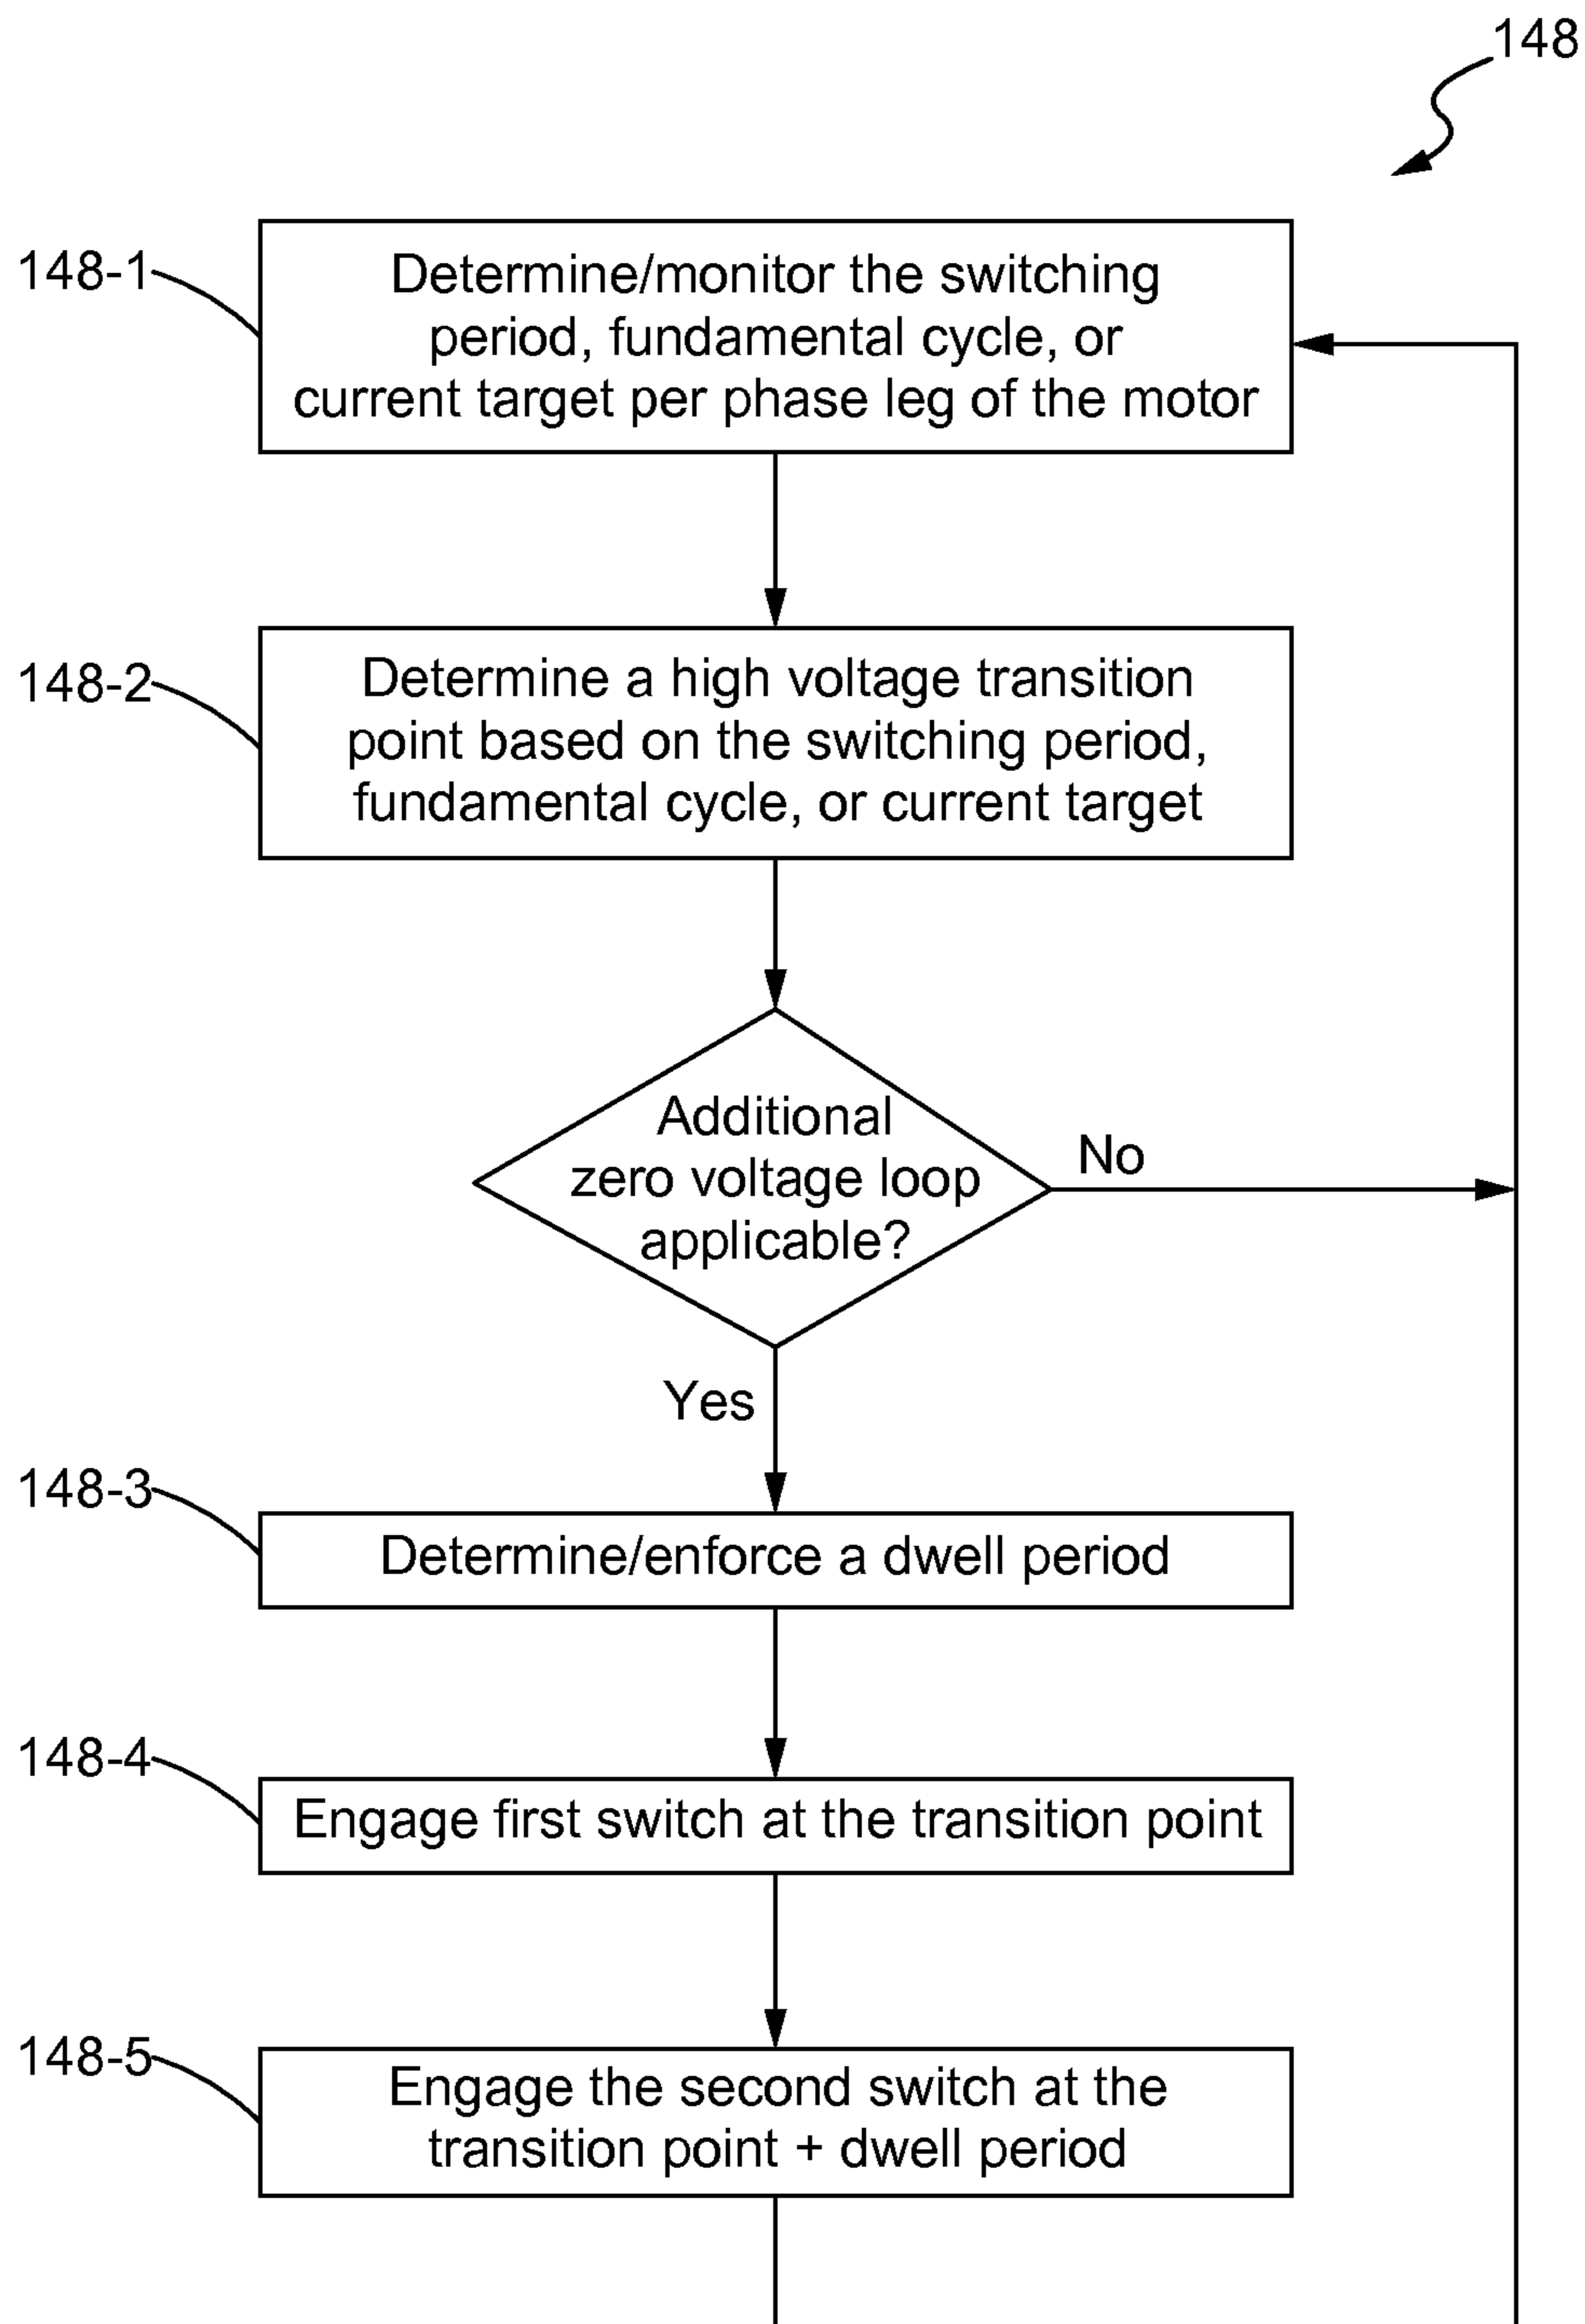 148
148-1
Determine/monitor the switching
period, fundamental cycle, or
current target per phase leg of the motor
148-2
Determine a high voltage transition
point based on the switching period,
fundamental cycle, or current target
Additional
zero voltage loop
applicable?
No
Yes
148-3
Determine/enforce a dwell period
148-4
Engage first switch at the transition point
148-5
Engage the second switch at the
transition point + dwell period